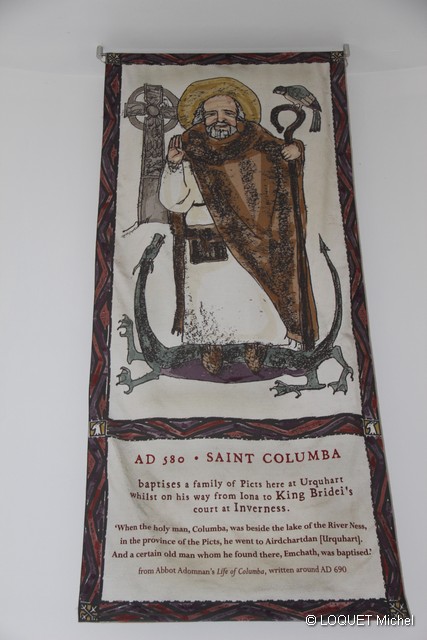 AD 580 • SAINT COLUMBA
baptises a family of Picts here at Urquhart
whilst on his way from Iona to King Bridei's
court at Inverness.
'When the holy man, Columba, was beside the lake of the River Ness,
in the province of the Picts, he went to Airdchartdan [Urquhart].
And a certain old man whom he found there, Emchath, was baptised.'
from Abbot Adomnan's Life of Columba, written around AD 690
© LOQUET Michel